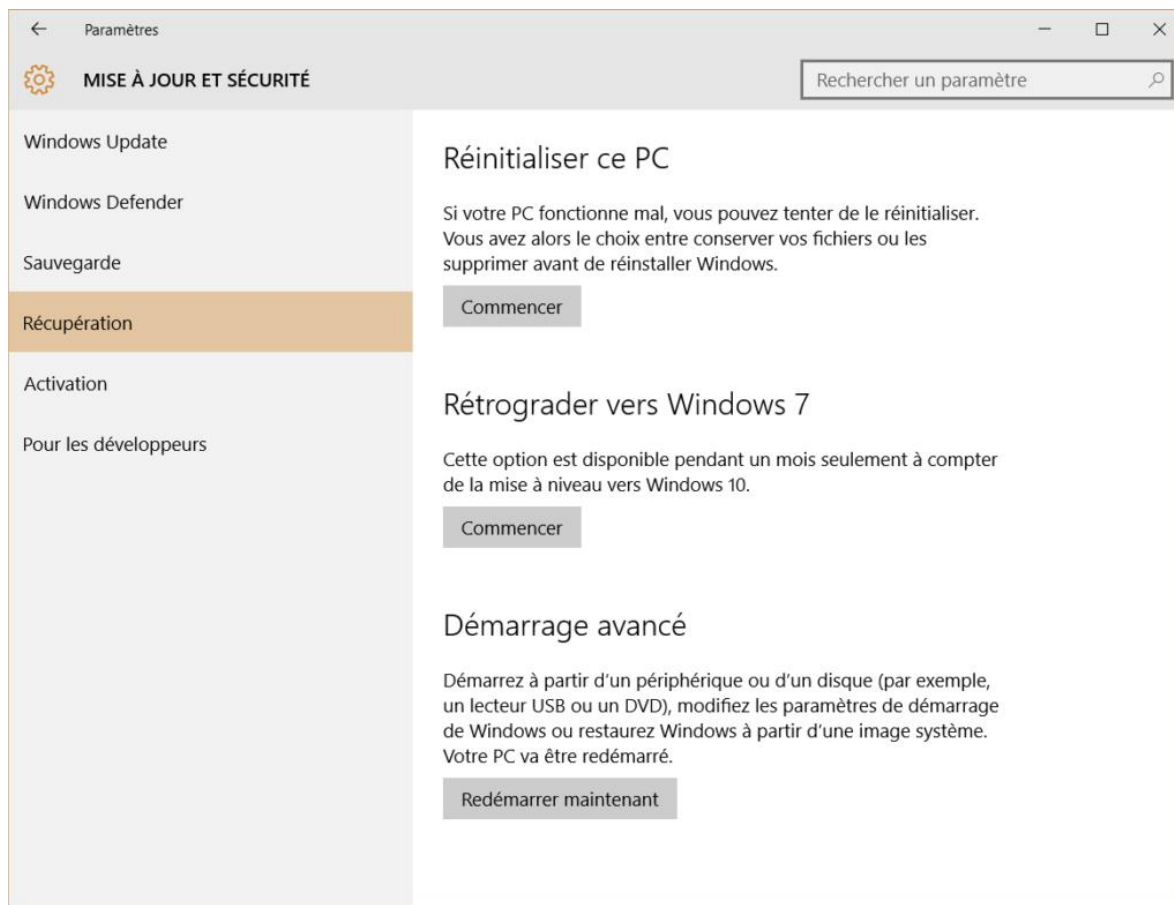 Paramètres
MISE À JOUR ET SÉCURITÉ
Rechercher un paramètre
Windows Update
Windows Defender
Sauvegarde
Récupération
Activation
Pour les développeurs
Réinitialiser ce PC
Si votre PC fonctionne mal, vous pouvez tenter de le réinitialiser.
Vous avez alors le choix entre conserver vos fichiers ou les
supprimer avant de réinstaller Windows.
Commencer
Rétrograder vers Windows 7
Cette option est disponible pendant un mois seulement à compter
de la mise à niveau vers Windows 10.
Commencer
Démarrage avancé
Démarrez à partir d’un périphérique ou d’un disque (par exemple,
un lecteur USB ou un DVD), modifiez les paramètres de démarrage
de Windows ou restaurez Windows à partir d’une image système.
Votre PC va être redémarré.
Redémarrer maintenant